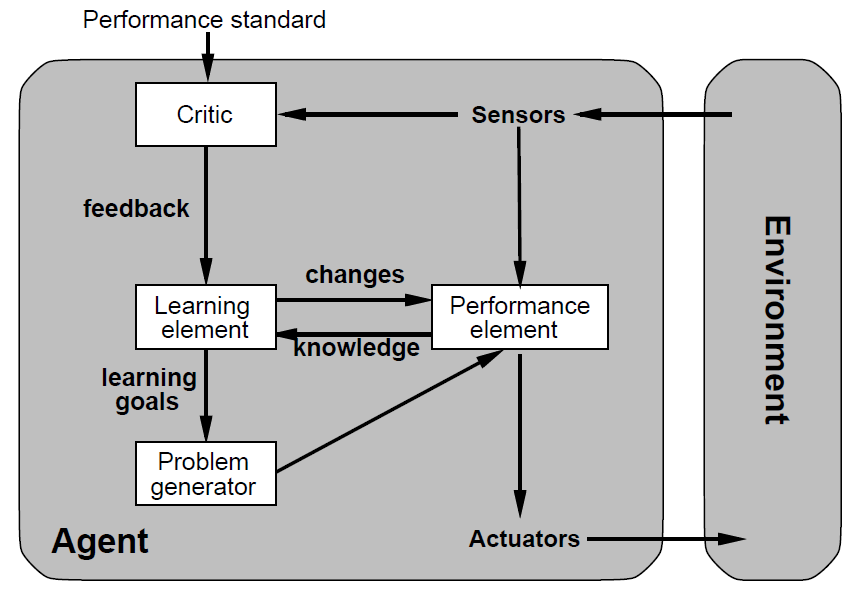 Performance standard
Critic
Sensors
feedback
changes
Learning
element
Performance
element
knowledge
learning
goals
Problem
generator
Agent
Actuators
Environment